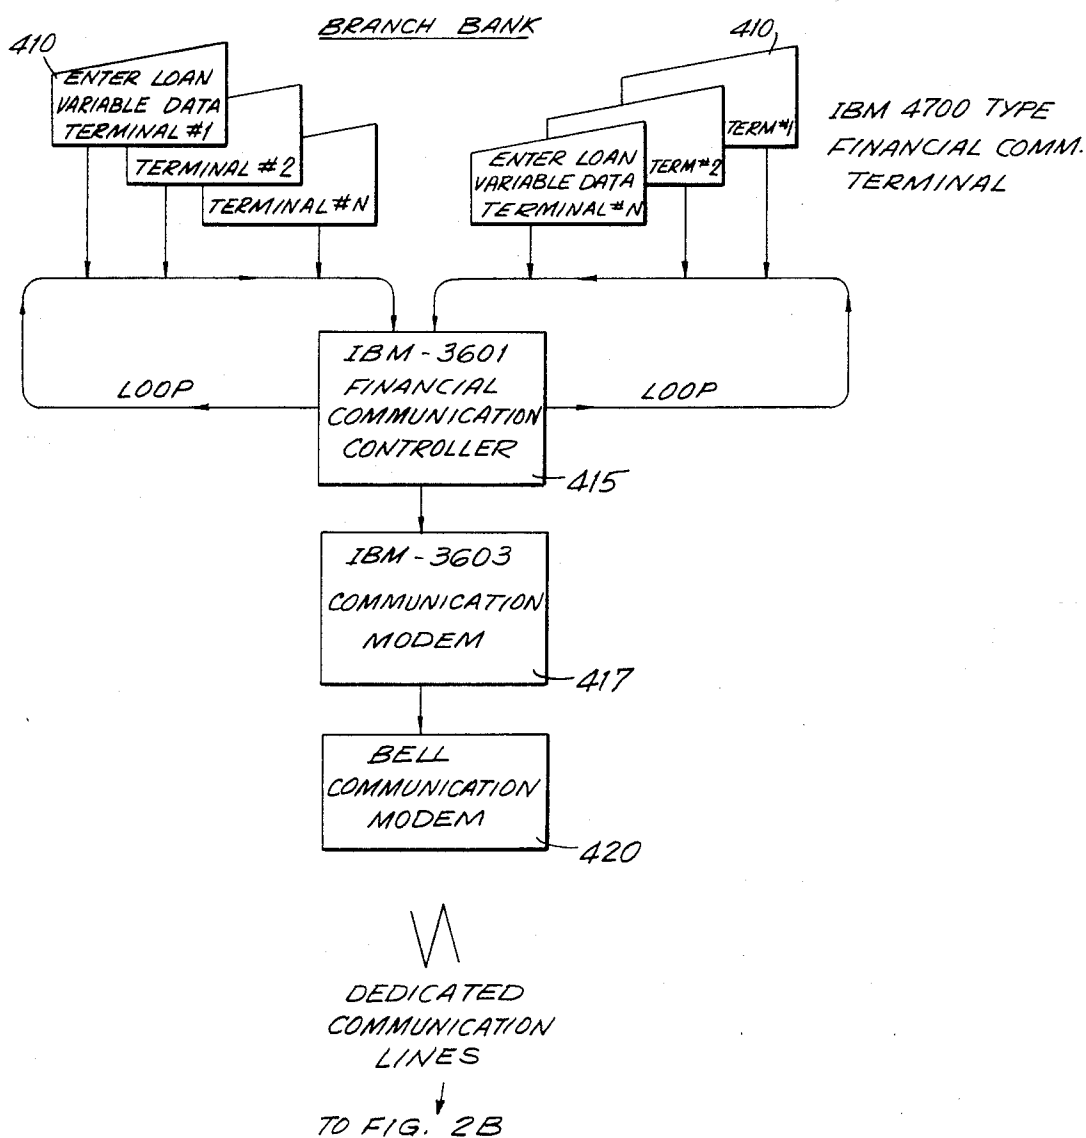 BRANCH BANK
410
ENTER LOAN
VARIABLE DATA
TERMINAL #1
TERMINAL #2
TERMINAL #N
410
TERM #1
TERM #2
ENTER LOAN
VARIABLE DATA
TERMINAL #N
IBM 4700 TYPE
FINANCIAL COMM.
TERMINAL
LOOP
IBM - 3601
FINANCIAL
COMMUNICATION
CONTROLLER
415
LOOP
IBM - 3603
COMMUNICATION
MODEM
417
BELL
COMMUNICATION
MODEM
420
DEDICATED
COMMUNICATION
LINES
TO FIG. 2B